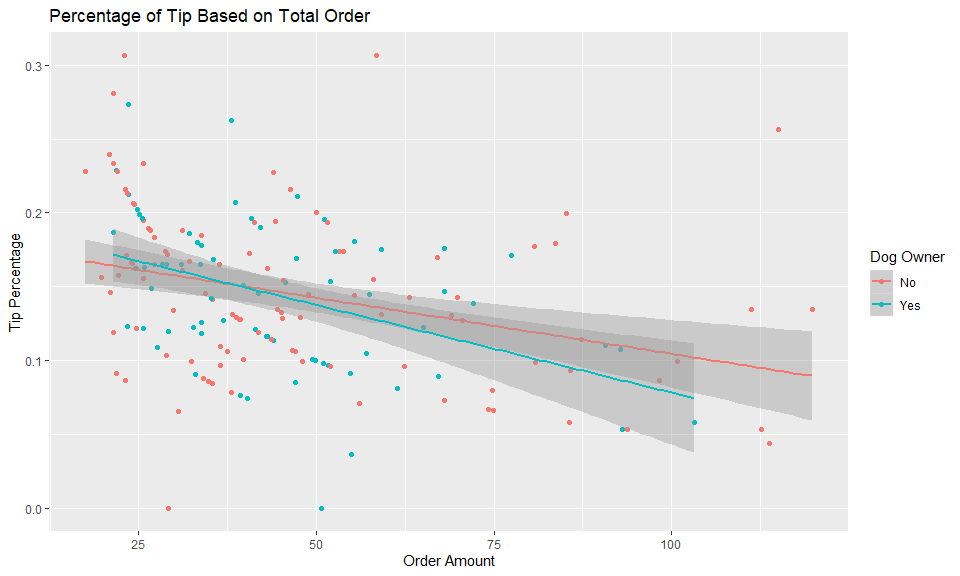 Percentage of Tip Based on Total Order
Tip Percentage
0.3
0.2
0.1
0.0
25 50 75 100
Order Amount
Dog Owner
No
Yes